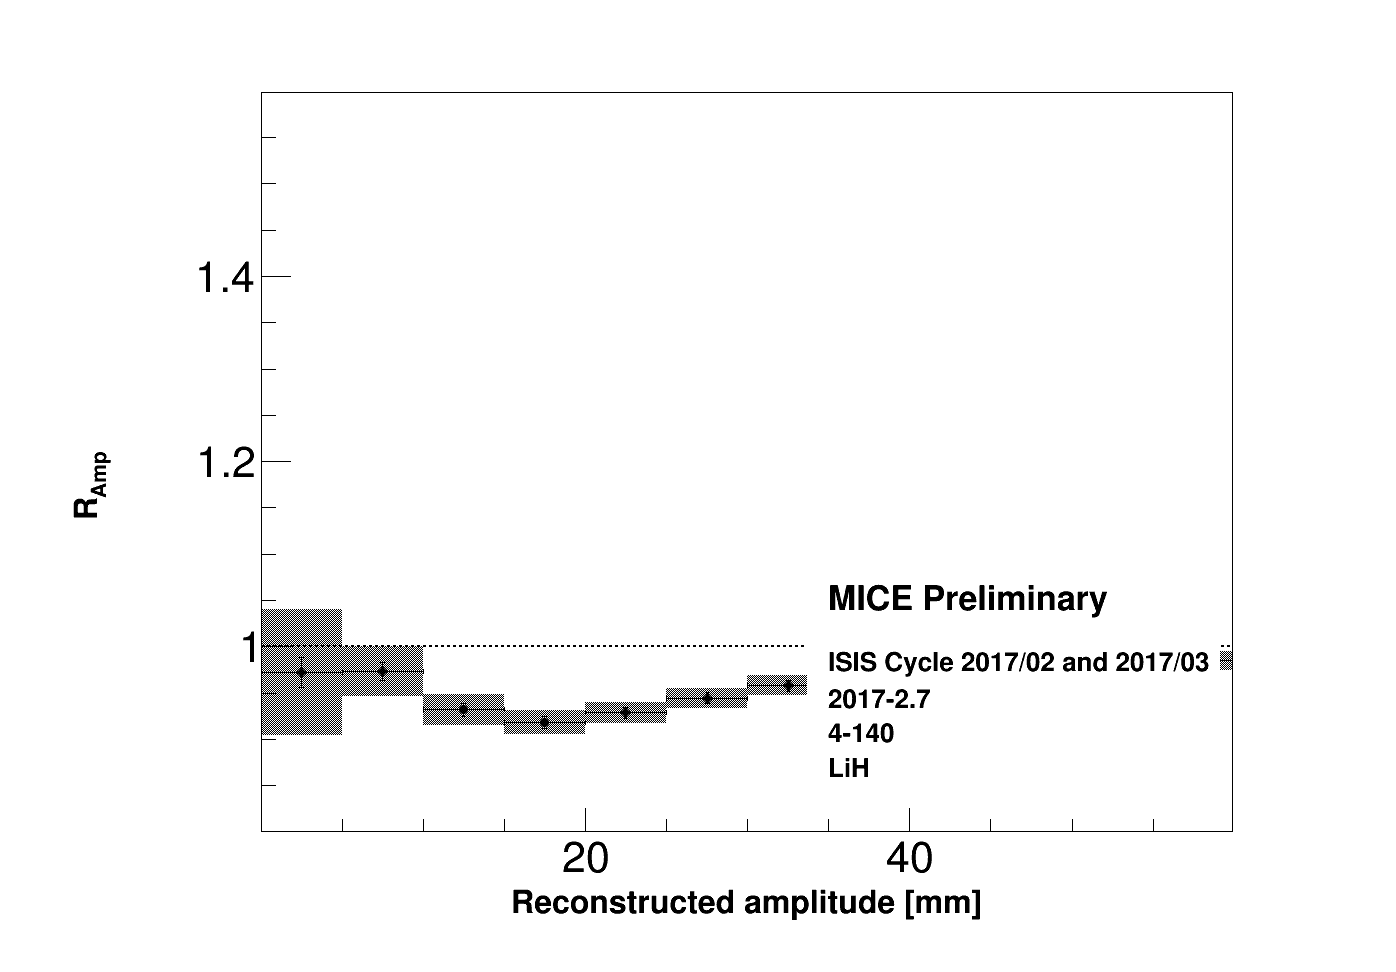 1.4
1.2
R_Amp
MICE Preliminary
1
ISIS Cycle 2017/02 and 2017/03
2017-2.7
4-140
LiH
20 40
Reconstructed amplitude [mm]